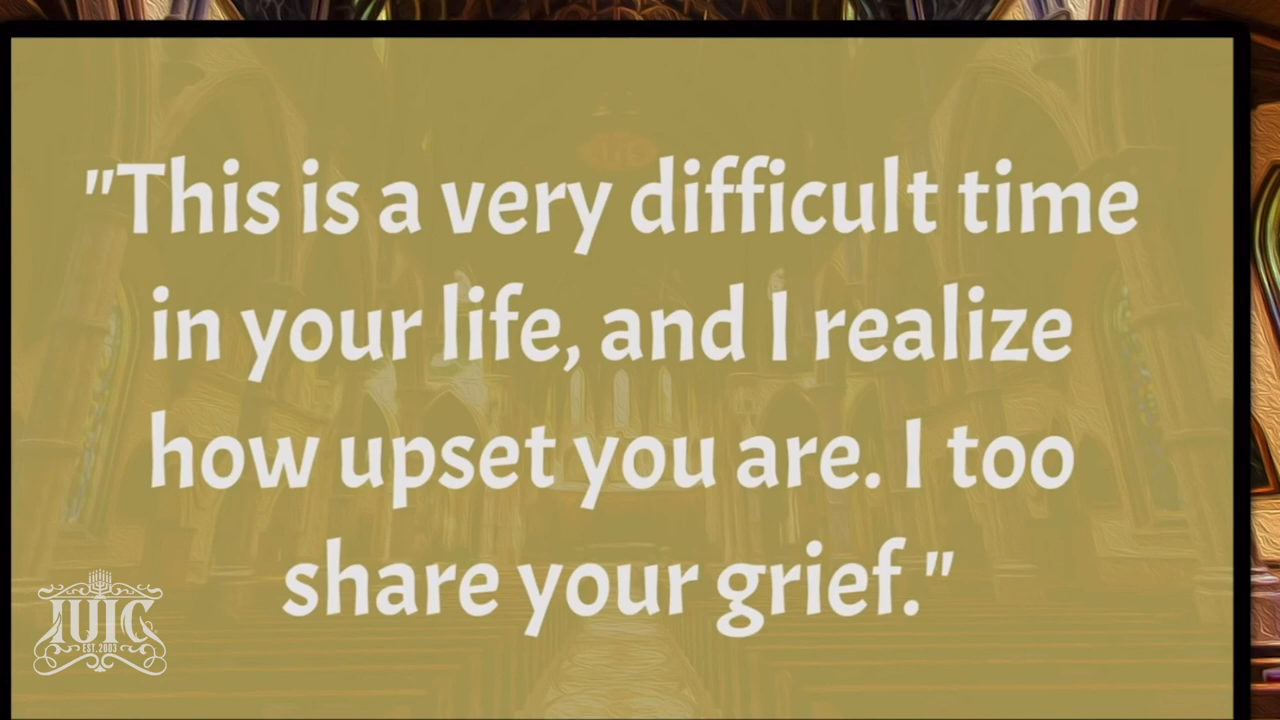 "This is a very difficult time
in your life, and I realize
how upset you are. I too
share your grief."
IUIC
EST. 2003